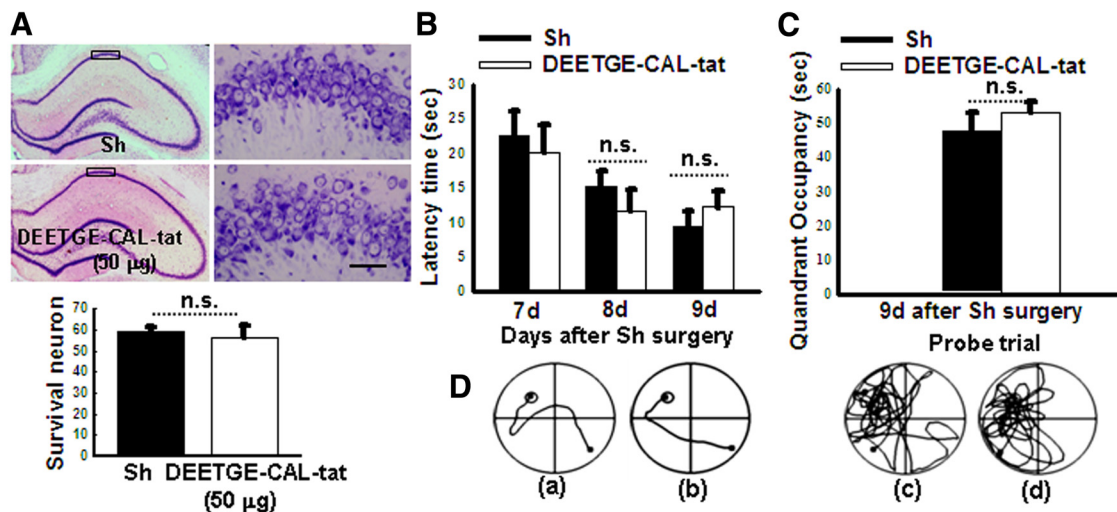 A
Sh
DEETGE-CAL-tat
(50 µg)
n.s.
Survival neuron
70
60
50
40
30
20
10
0
Sh DEETGE-CAL-tat
(50 µg)
B
Sh
DEETGE-CAL-tat
Latency time (sec)
30
25
20
15
10
5
0
n.s.
n.s.
7d 8d 9d
Days after Sh surgery
C
Sh
DEETGE-CAL-tat
n.s.
Quandrant Occupancy (sec)
60
50
40
30
20
10
0
9d after Sh surgery
Probe trial
D
(a) (b) (c) (d)